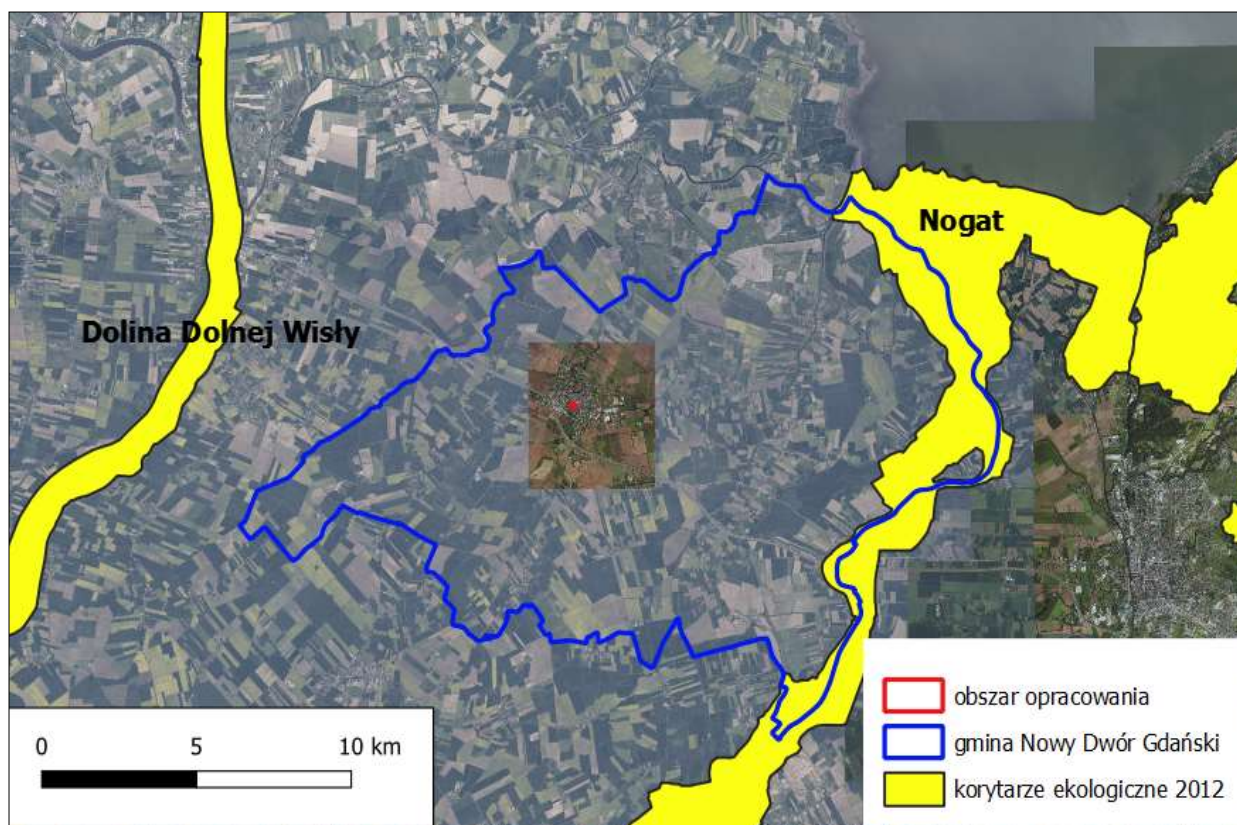 Nogat
Dolina Dolnej Wisły
0 5 10 km
obszar opracowania
gmina Nowy Dwór Gdański
korytarze ekologiczne 2012